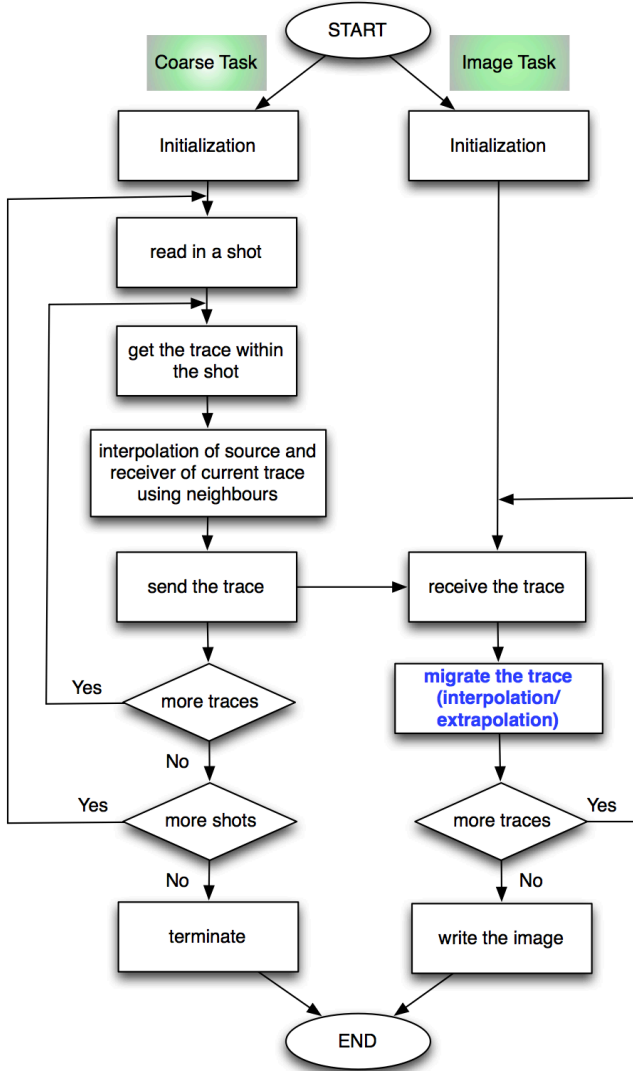 START
Coarse Task
Image Task
Initialization
Initialization
read in a shot
get the trace within
the shot
interpolation of source and
receiver of current trace
using neighbours
send the trace
receive the trace
migrate the trace
(interpolation/
extrapolation)
Yes
more traces
No
Yes
more shots
more traces
Yes
No
No
terminate
write the image
END